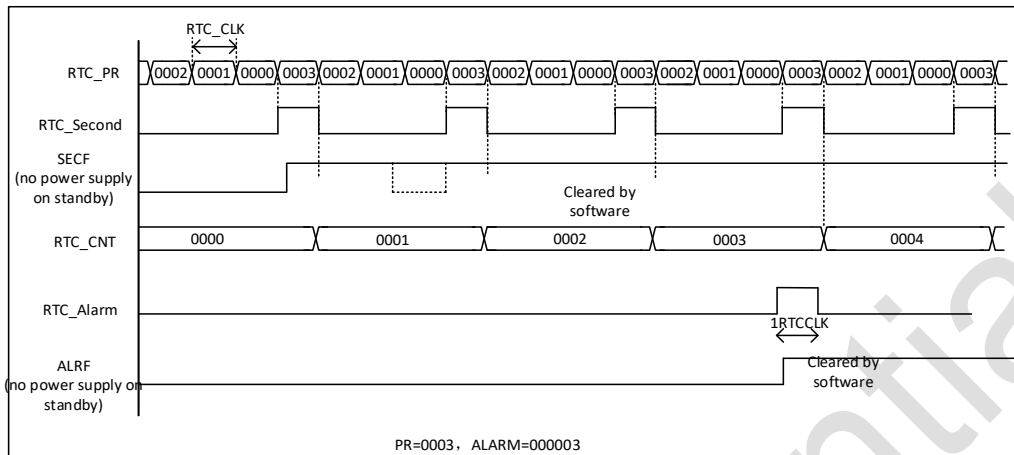 RTC_CLK
RTC_PR
0002 0001 0000 0003 0002 0001 0000 0003 0002 0001 0000 0003 0002 0001 0000 0003 0002 0001 0000 0003
RTC_Second
SECF
(no power supply
on standby)
Cleared by
software
RTC_CNT
0000 0001 0002 0003 0004
RTC_Alarm
1RTCCLK
ALRF
(no power supply on
standby)
Cleared by
software
PR=0003, ALARM=000003